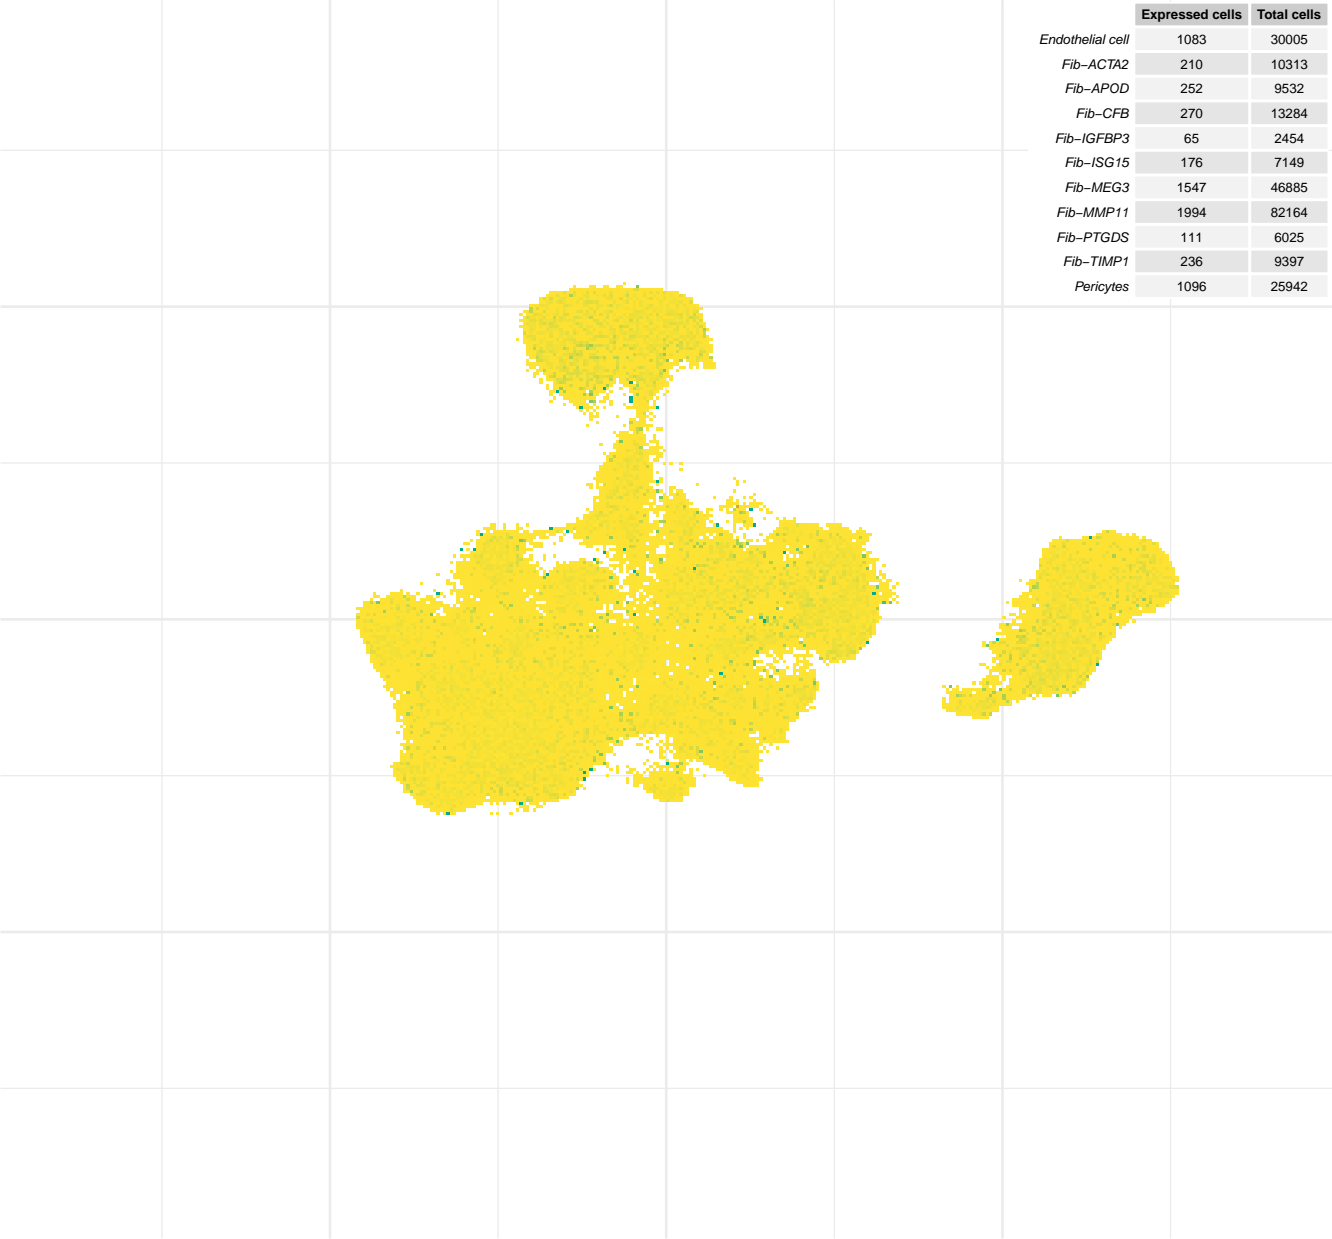 Expressed cells Total cells
Endothelial cell 1083 30005
Fib−ACTA2 210 10313
Fib−APOD 252 9532
Fib−CFB 270 13284
Fib−IGFBP3 65 2454
Fib−ISG15 176 7149
Fib−MEG3 1547 46885
Fib−MMP11 1994 82164
Fib−PTGDS 111 6025
Fib−TIMP1 236 9397
Pericytes 1096 25942